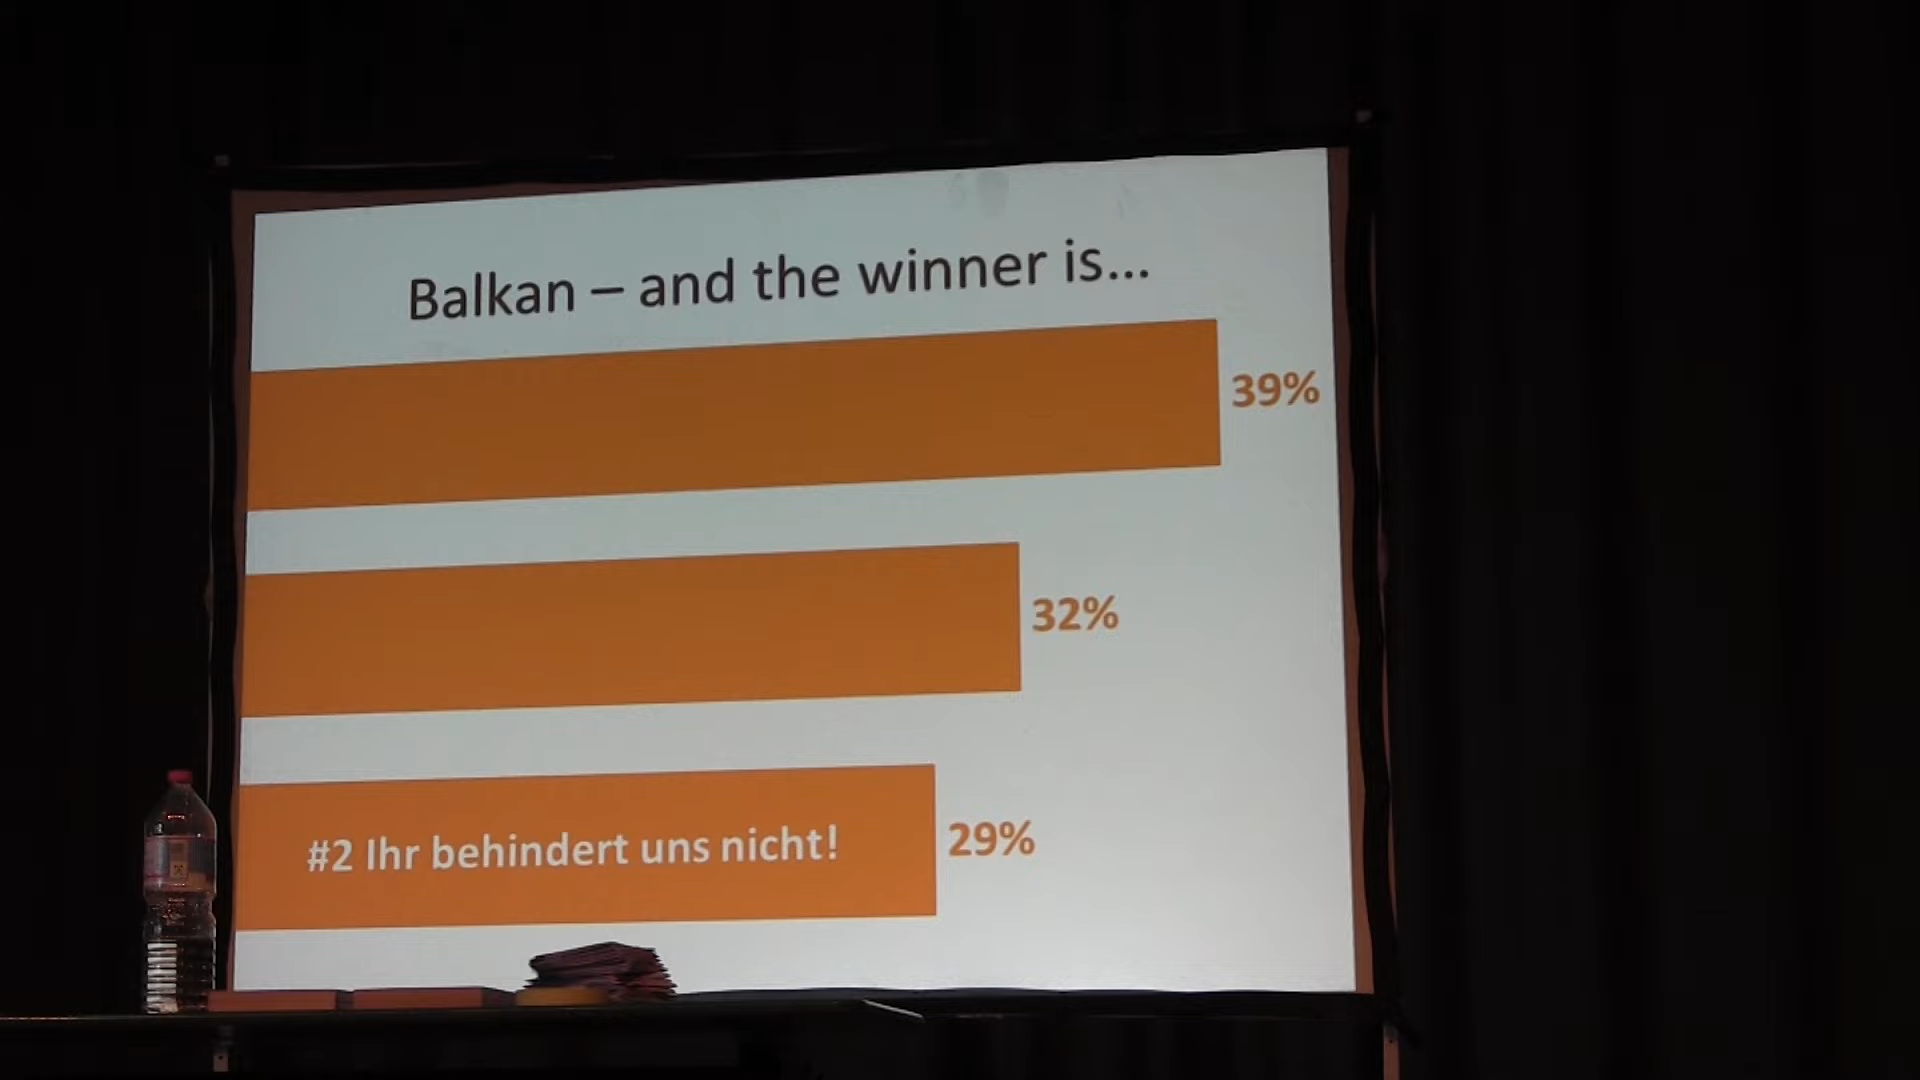 Balkan – and the winner is...
39%
32%
#2 Ihr behindert uns nicht!
29%